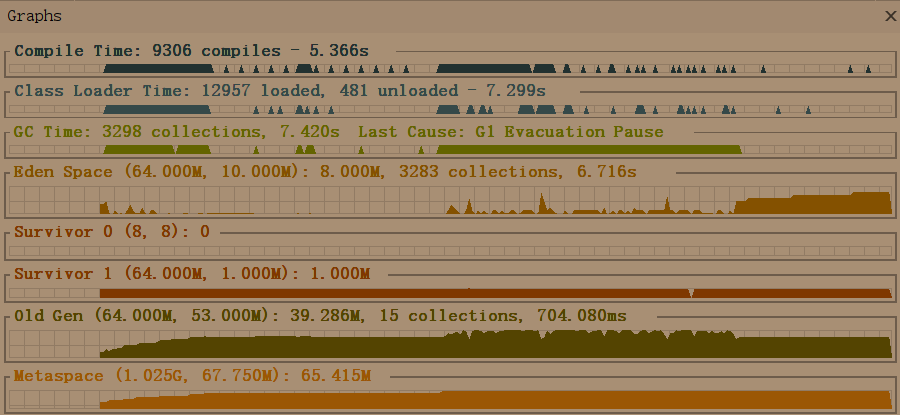 Graphs
Compile Time: 9306 compiles - 5.366s
Class Loader Time: 12957 loaded, 481 unloaded - 7.299s
GC Time: 3298 collections, 7.420s Last Cause: G1 Evacuation Pause
Eden Space (64.000M, 10.000M): 8.000M, 3283 collections, 6.716s
Survivor 0 (8, 8): 0
Survivor 1 (64.000M, 1.000M): 1.000M
Old Gen (64.000M, 53.000M): 39.286M, 15 collections, 704.080ms
Metaspace (1.025G, 67.750M): 65.415M